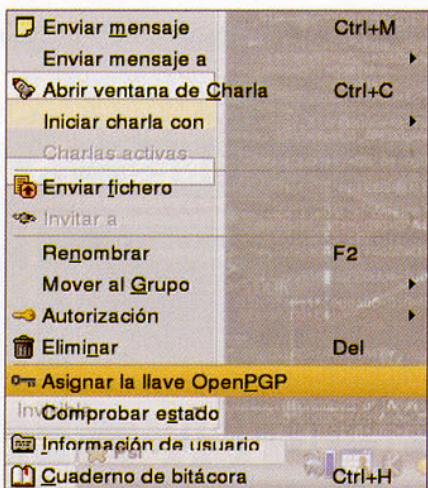 Enviar mensaje Ctrl+M
Enviar mensaje a
Abrir ventana de Charla Ctrl+C
Iniciar charla con
Charlas activas
Enviar fichero
Invitar a
Renombrar F2
Mover al Grupo
Autorización
Eliminar Del
Asignar la llave OpenPGP
Comprobar estado
Información de usuario
Psi
Cuaderno de bitácora Ctrl+H